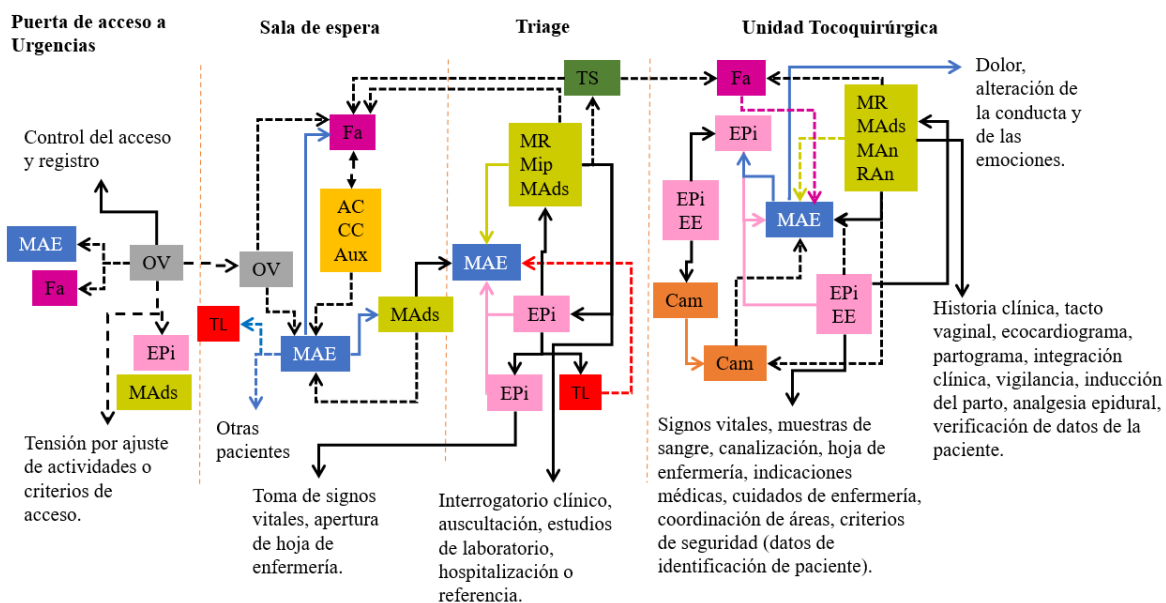 Puerta de acceso a
Urgencias
Sala de espera
Triage
Unidad Tocoquirúrgica
Control del acceso
y registro
MAE
Fa
OV
EPi
MAds
Tensión por ajuste
de actividades o
criterios de
acceso.
OV
Fa
AC
CC
Aux
TL
MAE
MAds
Otras
pacientes
TS
MR
Mip
MAds
MAE
EPi
EPi
TL
Toma de signos
vitales, apertura
de hoja de
enfermería.
Interrogatorio clínico,
auscultación, estudios
de laboratorio,
hospitalización o
referencia.
Fa
EPi
EPi
EE
Cam
Cam
MAE
MR
MAds
MAn
RAn
EPi
EE
Dolor,
alteración de
la conducta y
de las
emociones.
Signos vitales, muestras de
sangre, canalización, hoja de
enfermería, indicaciones
médicas, cuidados de enfermería,
coordinación de áreas, criterios
de seguridad (datos de
identificación de paciente).
Historia clínica, tacto
vaginal, ecocardiograma,
partograma, integración
clínica, vigilancia, inducción
del parto, analgesia epidural,
verificación de datos de la
paciente.